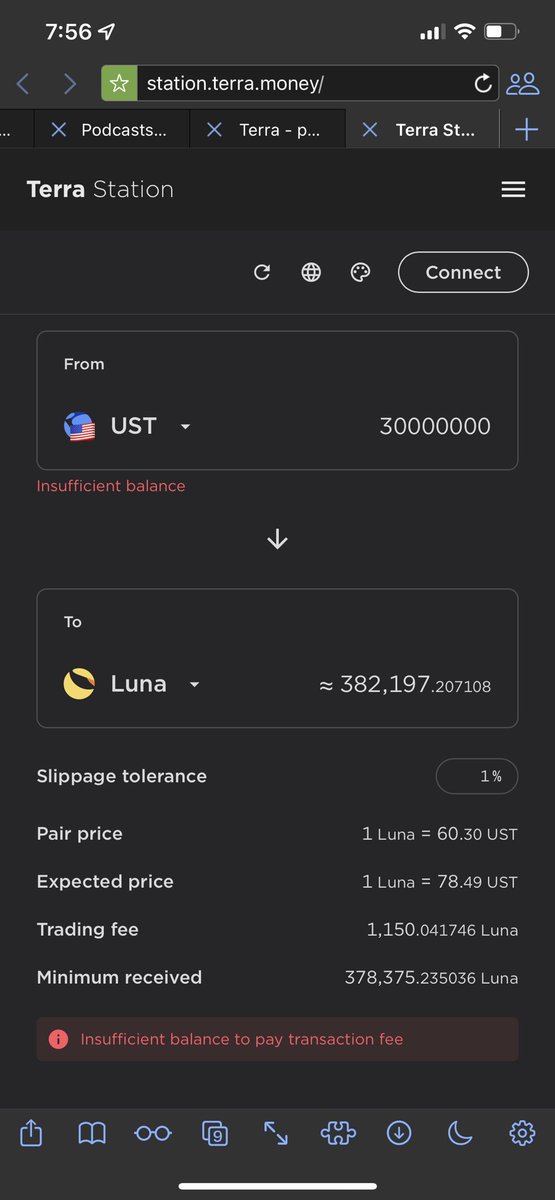 7:56
station.terra.money/
... Podcasts... Terra - p... Terra St...
Terra Station
Connect
From
UST 30000000
Insufficient balance
To
Luna ≈ 382,197.207108
Slippage tolerance 1%
Pair price 1 Luna = 60.30 UST
Expected price 1 Luna = 78.49 UST
Trading fee 1,150.041746 Luna
Minimum received 378,375.235036 Luna
Insufficient balance to pay transaction fee
9